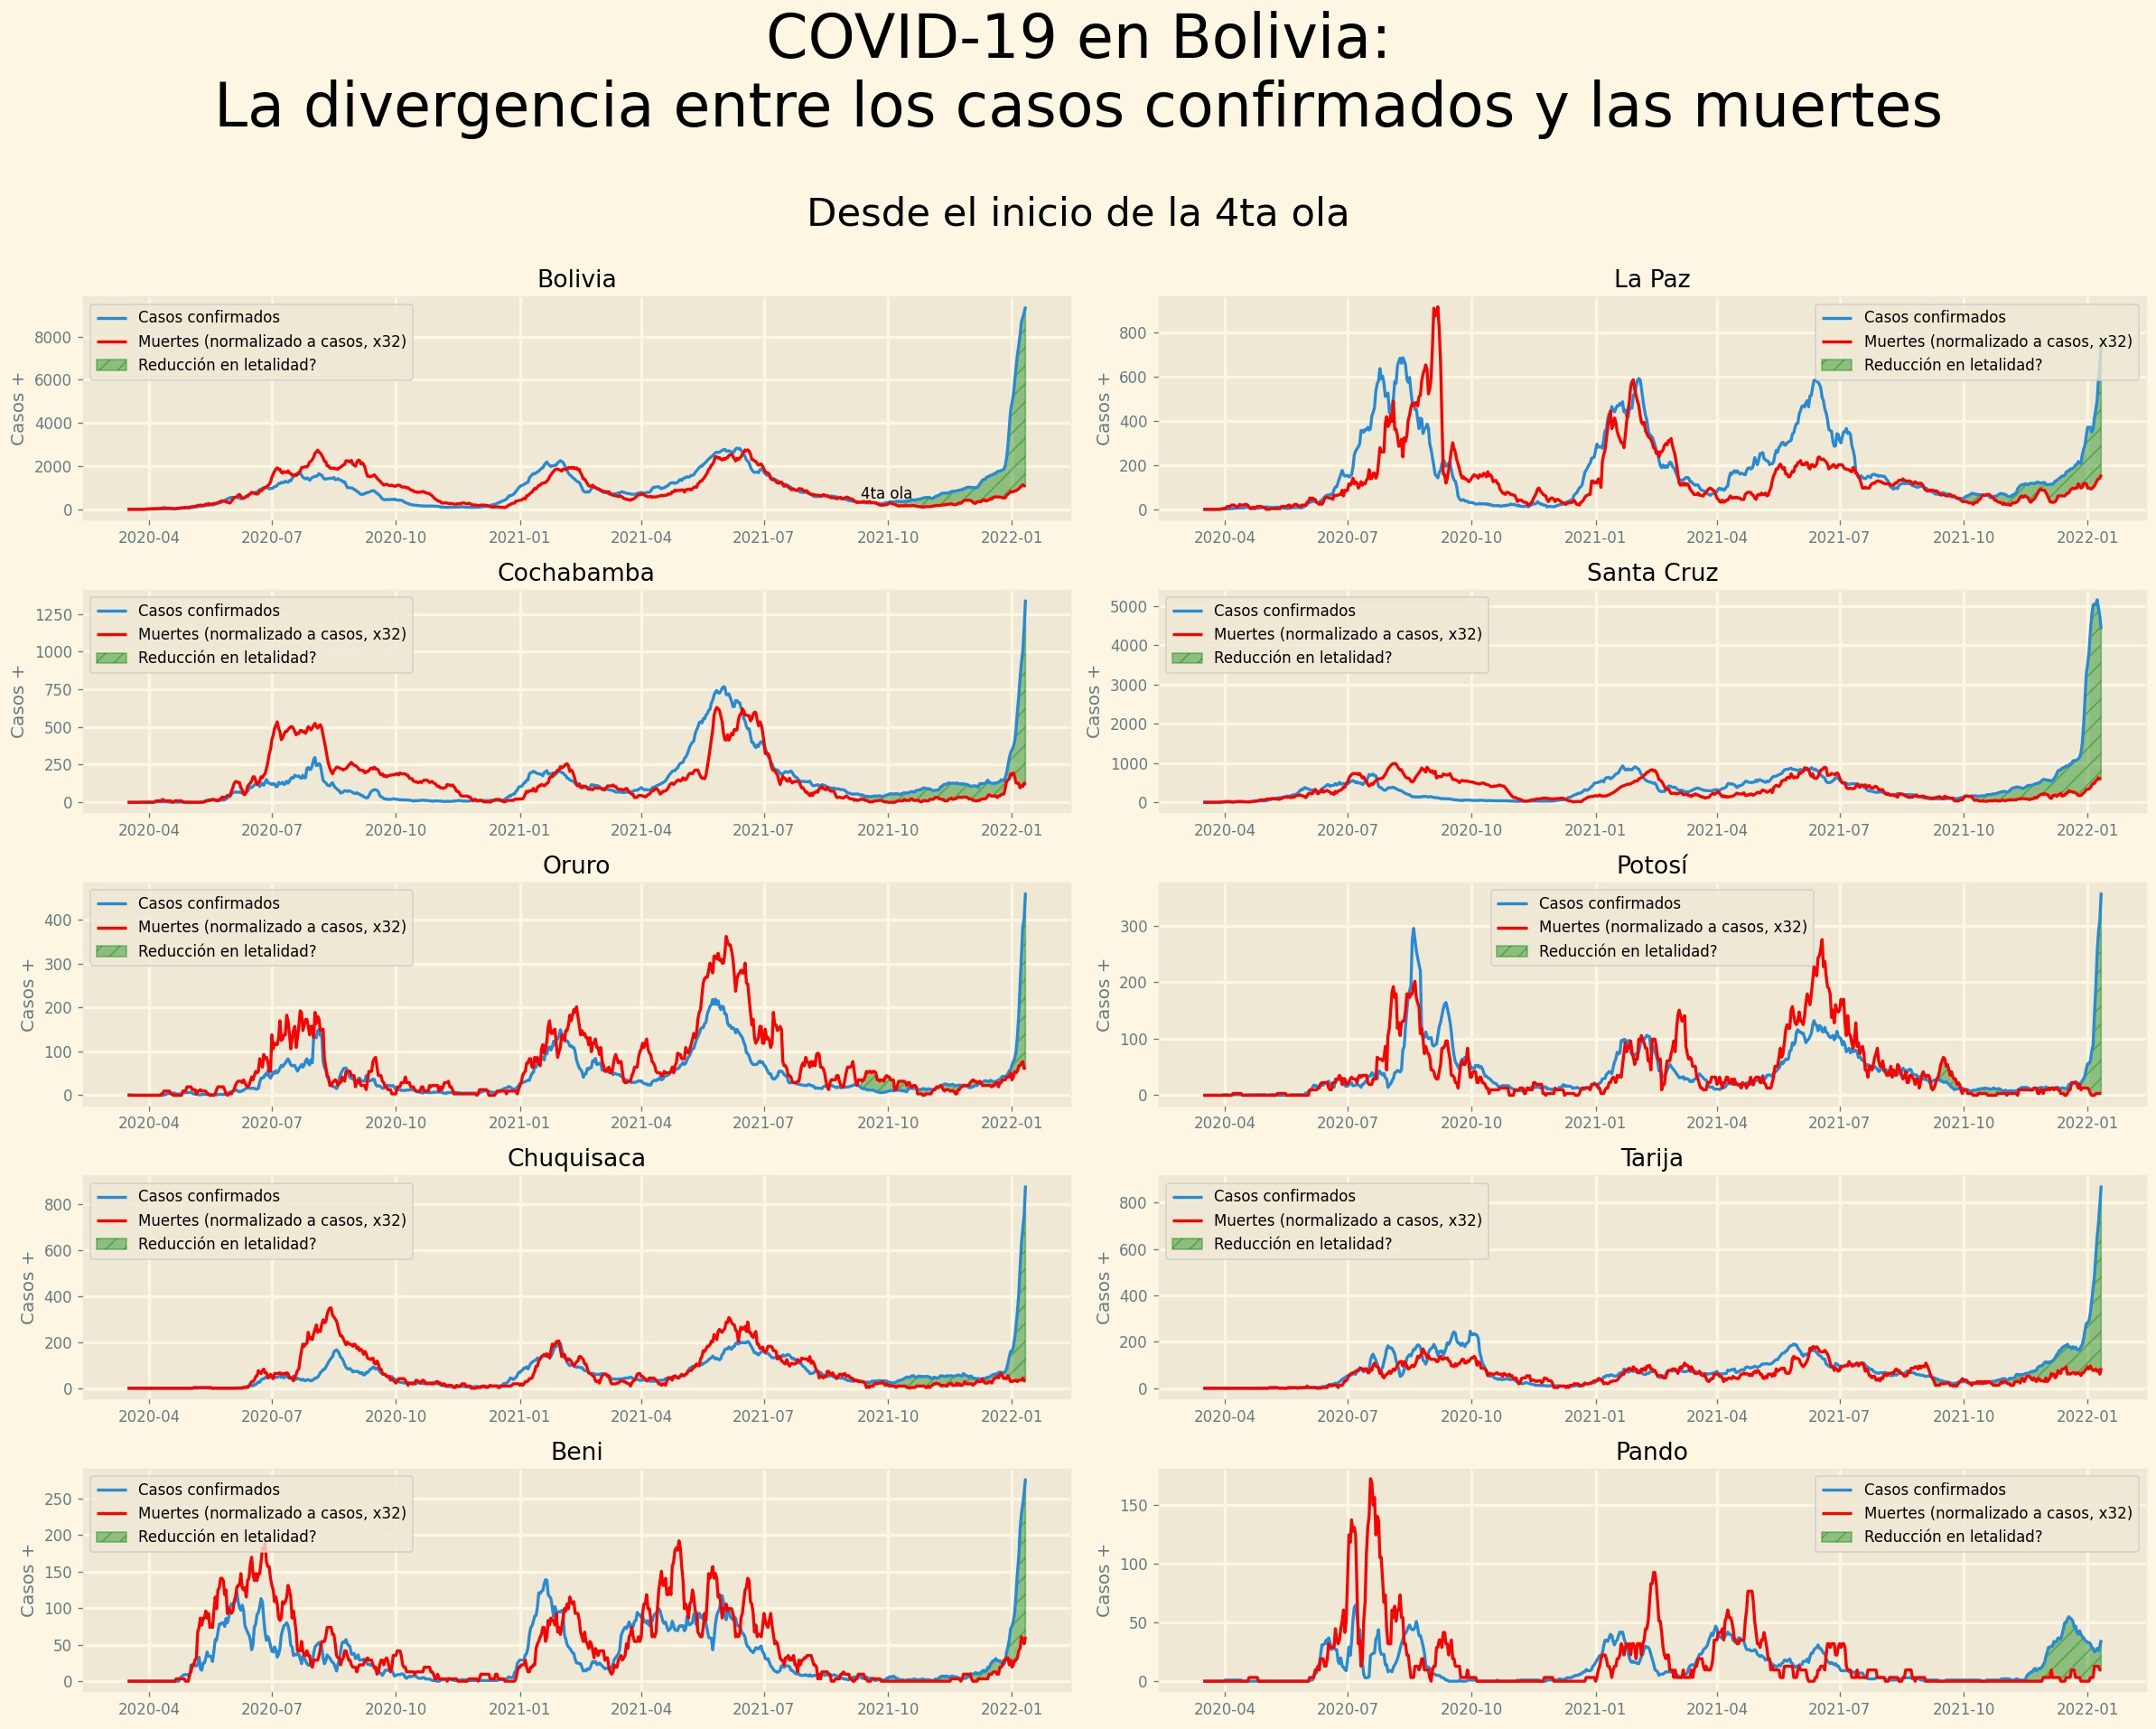 COVID-19 en Bolivia:
La divergencia entre los casos confirmados y las muertes
Desde el inicio de la 4ta ola
Bolivia
Casos +
8000
6000
4000
2000
0
Casos confirmados
Muertes (normalizado a casos, x32)
Reducción en letalidad?
4ta ola
2020-04 2020-07 2020-10 2021-01 2021-04 2021-07 2021-10 2022-01
La Paz
Casos +
800
600
400
200
0
Casos confirmados
Muertes (normalizado a casos, x32)
Reducción en letalidad?
2020-04 2020-07 2020-10 2021-01 2021-04 2021-07 2021-10 2022-01
Cochabamba
Casos +
1250
1000
750
500
250
0
Casos confirmados
Muertes (normalizado a casos, x32)
Reducción en letalidad?
2020-04 2020-07 2020-10 2021-01 2021-04 2021-07 2021-10 2022-01
Santa Cruz
Casos +
5000
4000
3000
2000
1000
0
Casos confirmados
Muertes (normalizado a casos, x32)
Reducción en letalidad?
2020-04 2020-07 2020-10 2021-01 2021-04 2021-07 2021-10 2022-01
Oruro
Casos +
400
300
200
100
0
Casos confirmados
Muertes (normalizado a casos, x32)
Reducción en letalidad?
2020-04 2020-07 2020-10 2021-01 2021-04 2021-07 2021-10 2022-01
Potosí
Casos +
300
200
100
0
Casos confirmados
Muertes (normalizado a casos, x32)
Reducción en letalidad?
2020-04 2020-07 2020-10 2021-01 2021-04 2021-07 2021-10 2022-01
Chuquisaca
Casos +
800
600
400
200
0
Casos confirmados
Muertes (normalizado a casos, x32)
Reducción en letalidad?
2020-04 2020-07 2020-10 2021-01 2021-04 2021-07 2021-10 2022-01
Tarija
Casos +
800
600
400
200
0
Casos confirmados
Muertes (normalizado a casos, x32)
Reducción en letalidad?
2020-04 2020-07 2020-10 2021-01 2021-04 2021-07 2021-10 2022-01
Beni
Casos +
250
200
150
100
50
0
Casos confirmados
Muertes (normalizado a casos, x32)
Reducción en letalidad?
2020-04 2020-07 2020-10 2021-01 2021-04 2021-07 2021-10 2022-01
Pando
Casos +
150
100
50
0
Casos confirmados
Muertes (normalizado a casos, x32)
Reducción en letalidad?
2020-04 2020-07 2020-10 2021-01 2021-04 2021-07 2021-10 2022-01